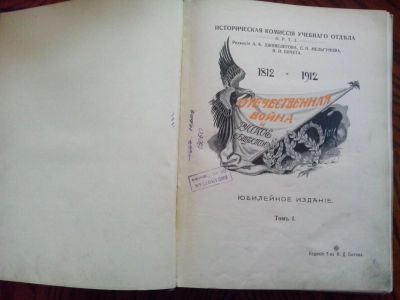 ИСТОРИЧЕСКАЯ КОМИССІЯ УЧЕБНАГО ОТДѢЛА
О. Р. Т. З.
Редакція А. К. ДЖИВЕЛЕГОВА, С. П. МЕЛЬГУНОВА,
В. И. ПИЧЕТА.
1812 - 1912
ОТЕЧЕСТВЕННАЯ
ВОЙНА
И
РУССКОЕ
ОБЩЕСТВО
ЮБИЛЕЙНОЕ ИЗДАНІЕ.
Томъ I.
Изданіе Т-ва И. Д. Сытина.